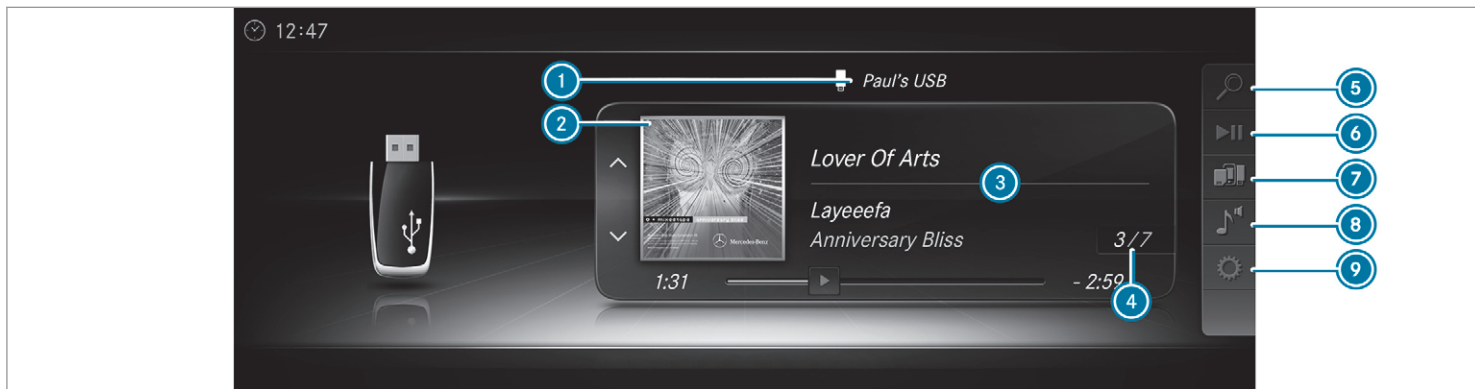 12:47
1
Paul's USB
5
2
6
Lover Of Arts
3
7
Layeeefa
8
Mercedes-Benz
Anniversary Bliss
3/7
9
1:31
- 2:59
4